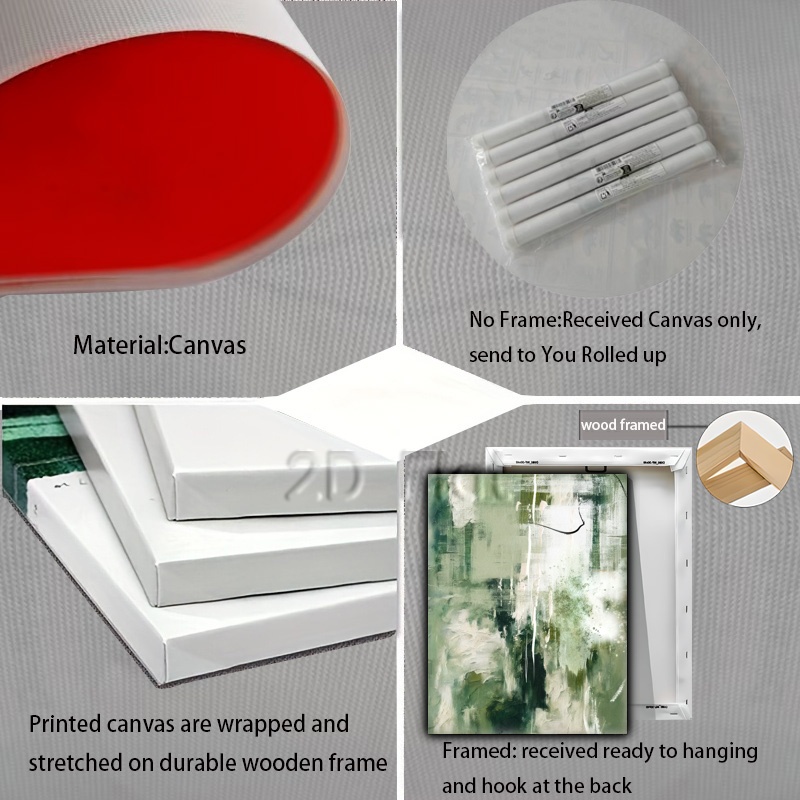 Material:Canvas
No Frame:Received Canvas only,
send to You Rolled up
wood framed
2D
Printed canvas are wrapped and
stretched on durable wooden frame
Framed: received ready to hanging
and hook at the back